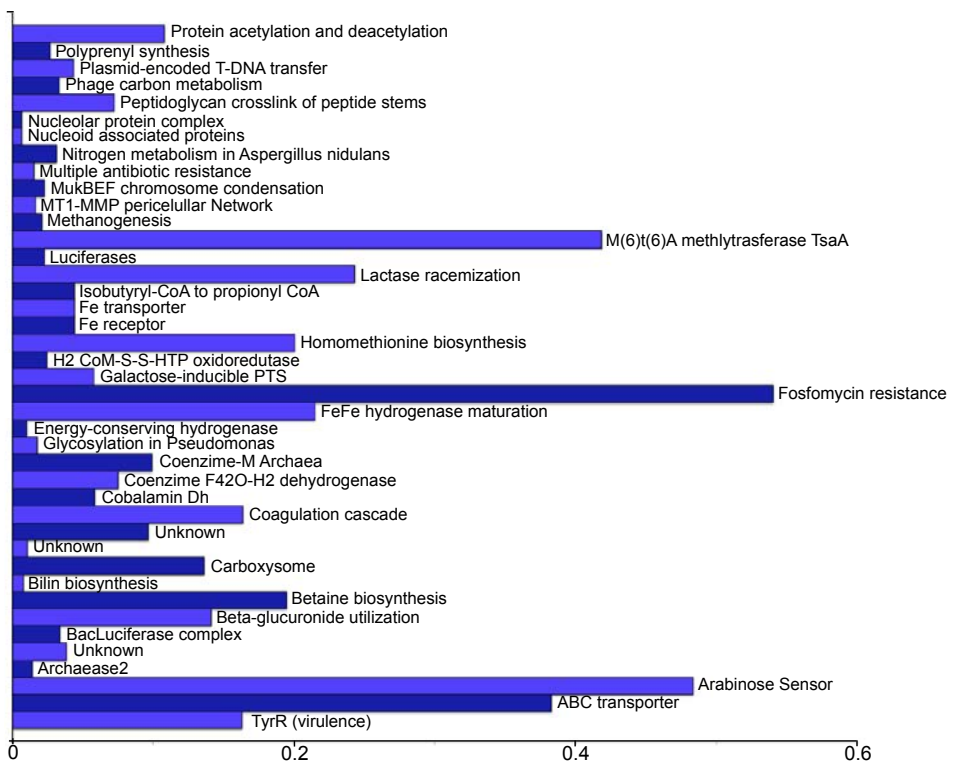 Protein acetylation and deacetylation
Polyprenyl synthesis
Plasmid-encoded T-DNA transfer
Phage carbon metabolism
Peptidoglycan crosslink of peptide stems
Nucleolar protein complex
Nucleoid associated proteins
Nitrogen metabolism in Aspergillus nidulans
Multiple antibiotic resistance
MukBEF chromosome condensation
MT1-MMP pericelullar Network
Methanogenesis
M(6)t(6)A methlytrasferase TsaA
Luciferases
Lactase racemization
Isobutyryl-CoA to propionyl CoA
Fe transporter
Fe receptor
Homomethionine biosynthesis
H2 CoM-S-S-HTP oxidoredutase
Galactose-inducible PTS
Fosfomycin resistance
FeFe hydrogenase maturation
Energy-conserving hydrogenase
Glycosylation in Pseudomonas
Coenzyme-M Archaea
Coenzyme F42O-H2 dehydrogenase
Cobalamin Dh
Coagulation cascade
Unknown
Unknown
Carboxysome
Bilin biosynthesis
Betaine biosynthesis
Beta-glucuronide utilization
BacLuciferase complex
Unknown
Archaease2
Arabinose Sensor
ABC transporter
TyrR (virulence)
0 0.2 0.4 0.6